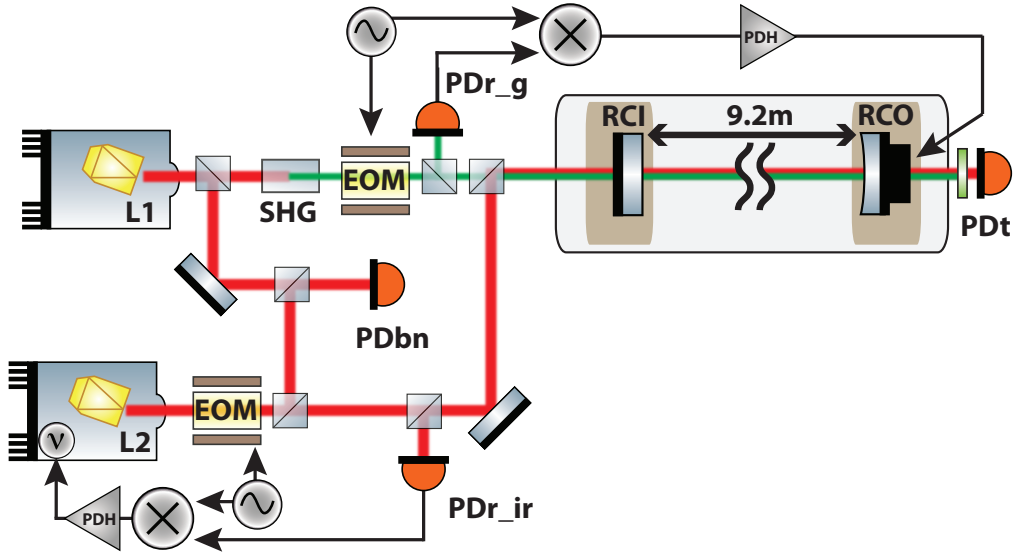 PDH
PDr_g
RCI
9.2m
RCO
L1
SHG
EOM
PDt
PDbn
EOM
L2
ν
PDH
PDr_ir